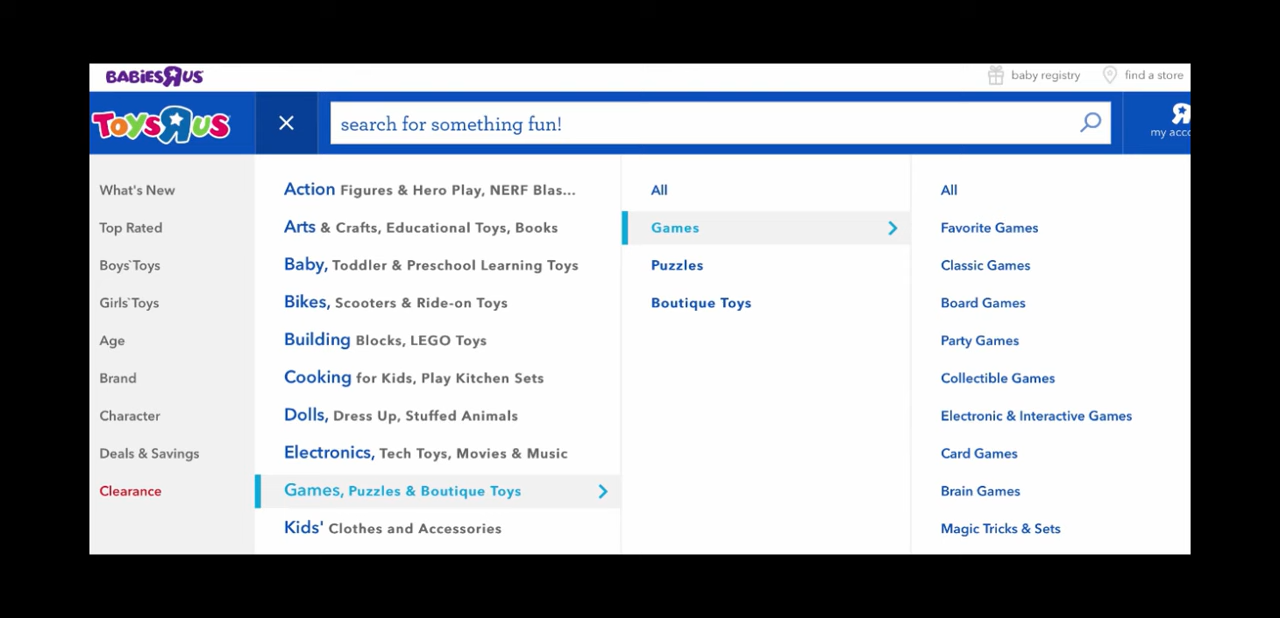 BABIES"R"US
baby registry
find a store
TOYS"R"US
search for something fun!
What's New
Top Rated
Boys' Toys
Girls' Toys
Age
Brand
Character
Deals & Savings
Clearance
Action Figures & Hero Play, NERF Blas...
Arts & Crafts, Educational Toys, Books
Baby, Toddler & Preschool Learning Toys
Bikes, Scooters & Ride-on Toys
Building Blocks, LEGO Toys
Cooking for Kids, Play Kitchen Sets
Dolls, Dress Up, Stuffed Animals
Electronics, Tech Toys, Movies & Music
Games, Puzzles & Boutique Toys
Kids' Clothes and Accessories
All
Games
Puzzles
Boutique Toys
All
Favorite Games
Classic Games
Board Games
Party Games
Collectible Games
Electronic & Interactive Games
Card Games
Brain Games
Magic Tricks & Sets
R
my acco